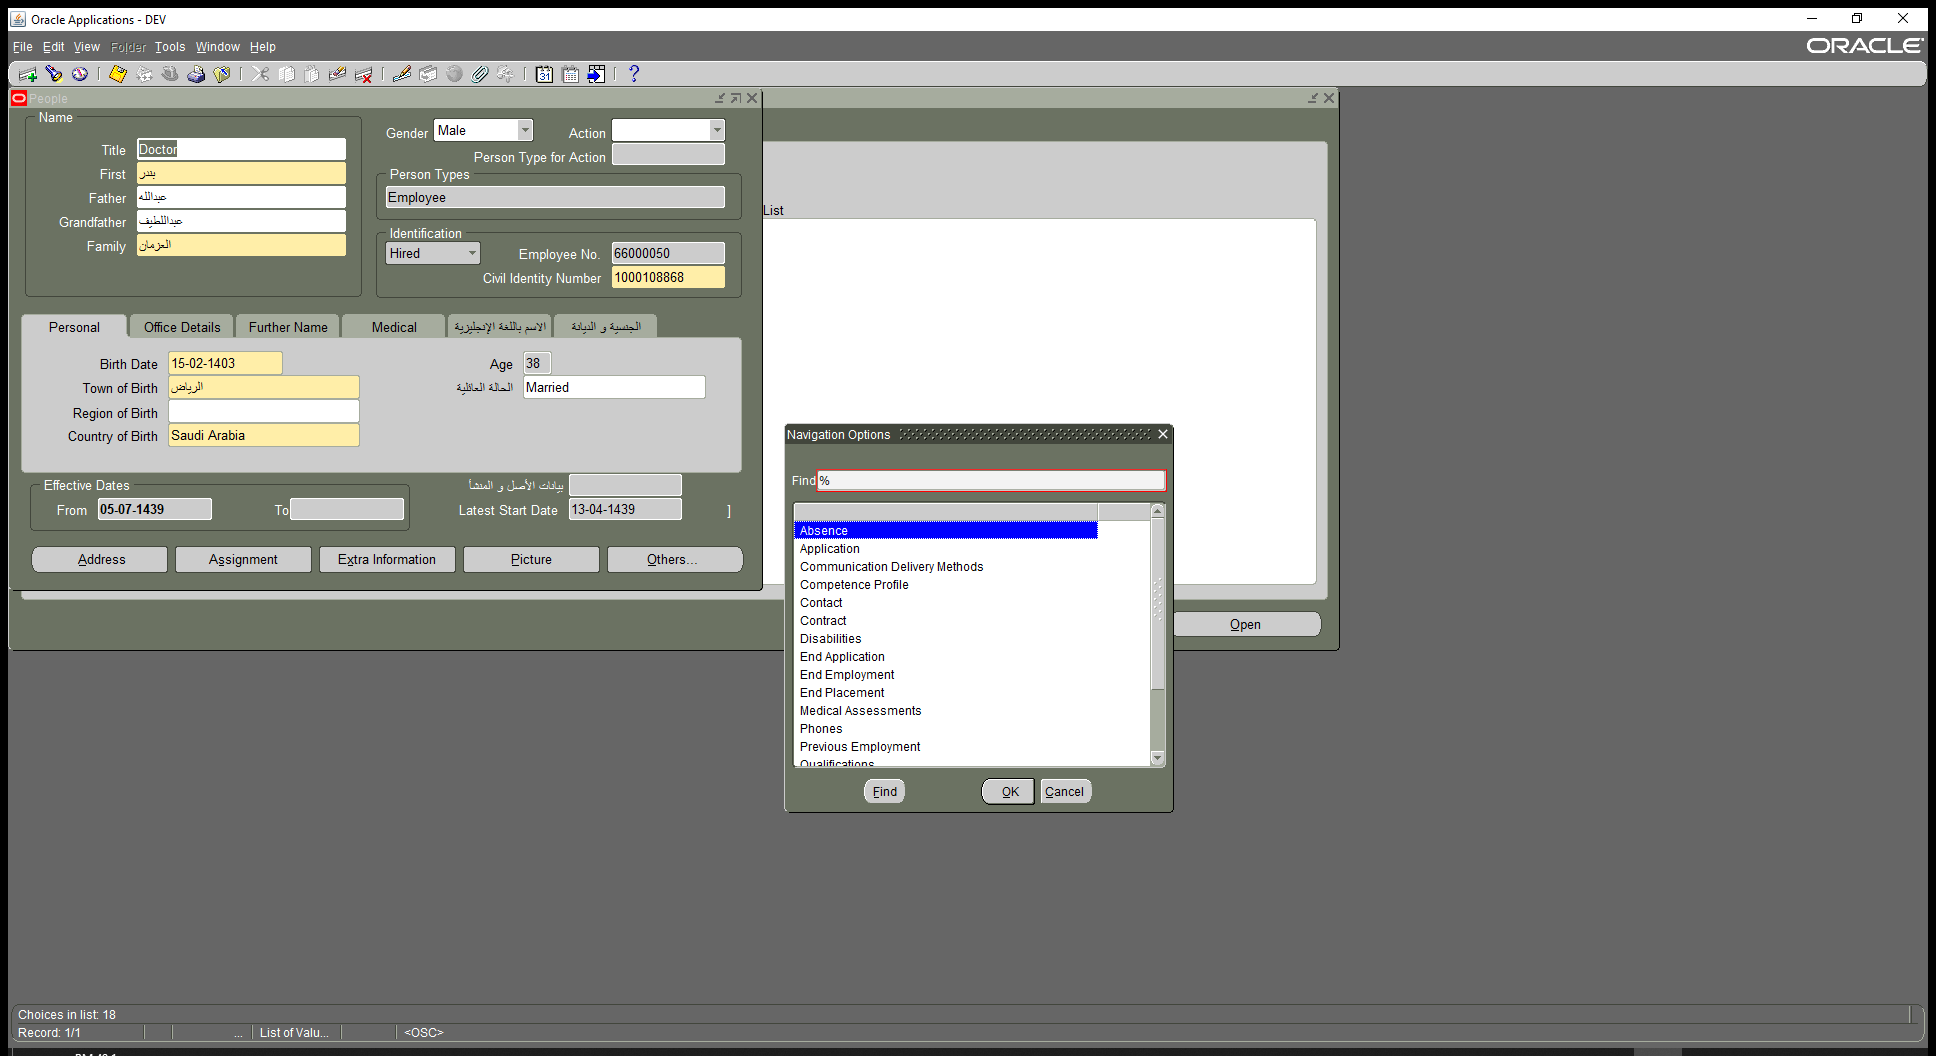 Oracle Applications - DEV
File Edit View Folder Tools Window Help
ORACLE
People
Name
Title Doctor
First بندر
Father عبدالله
Grandfather عبداللطيف
Family العزمان
Gender Male
Action
Person Type for Action
Person Types
Employee
Identification
Hired
Employee No. 66000050
Civil Identity Number 1000108868
Personal Office Details Further Name Medical الاسم باللغة الإنجليزية الجنسية و الديانة
Birth Date 15-02-1403
Age 38
Town of Birth الرياض
الحالة العائلية Married
Region of Birth
Country of Birth Saudi Arabia
Effective Dates
From 05-07-1439 To
بيانات الأصل و المنشأ
Latest Start Date 13-04-1439 ]
Address Assignment Extra Information Picture Others...
List
Open
Navigation Options
Find %
Absence
Application
Communication Delivery Methods
Competence Profile
Contact
Contract
Disabilities
End Application
End Employment
End Placement
Medical Assessments
Phones
Previous Employment
Qualifications
Find OK Cancel
Choices in list: 18
Record: 1/1 ... List of Valu... <OSC>